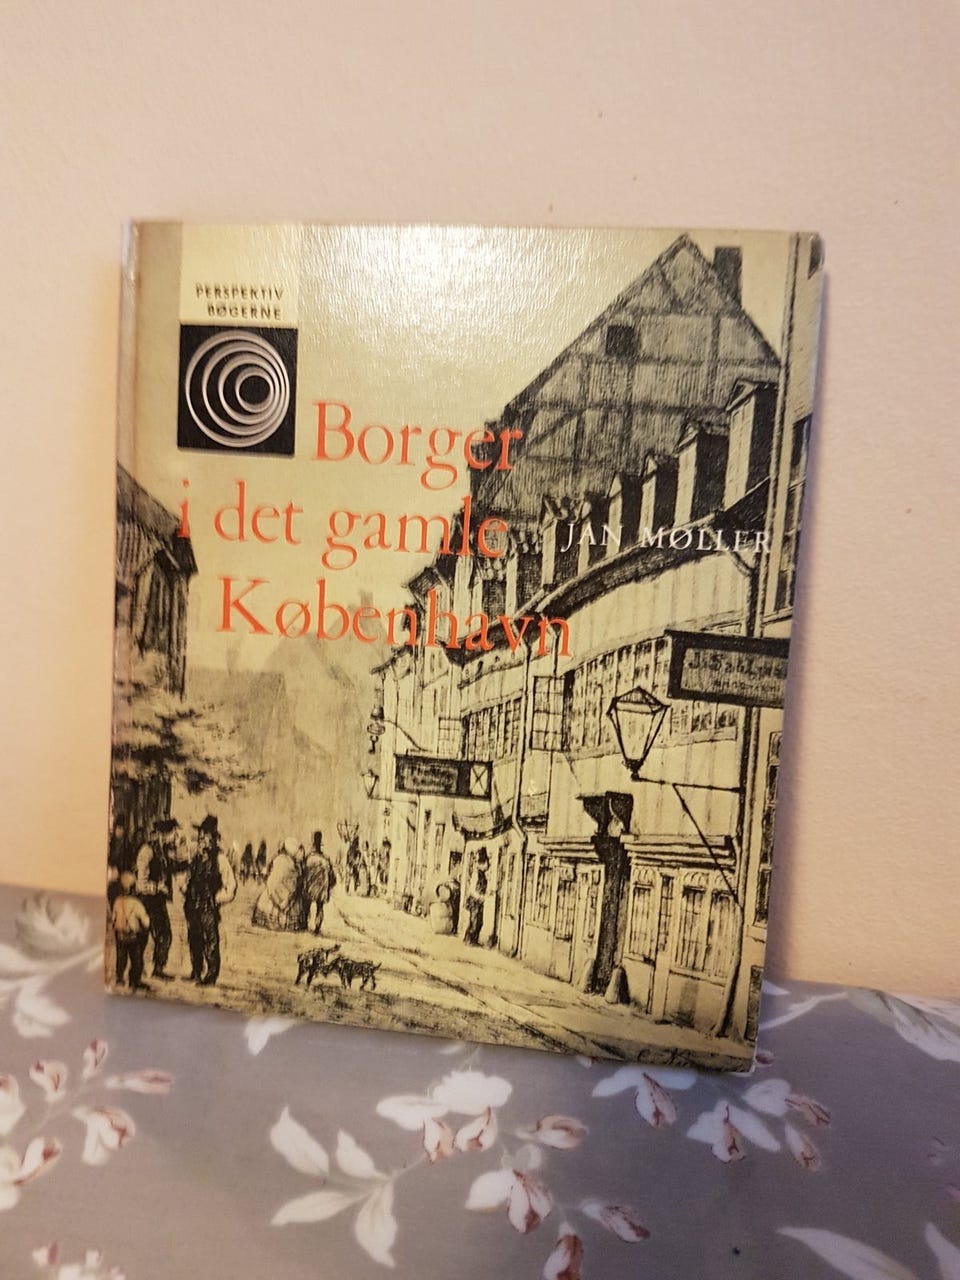 PERSPEKTIV
BØGERNE
Borger
i det gamle
København
JAN MØLLER